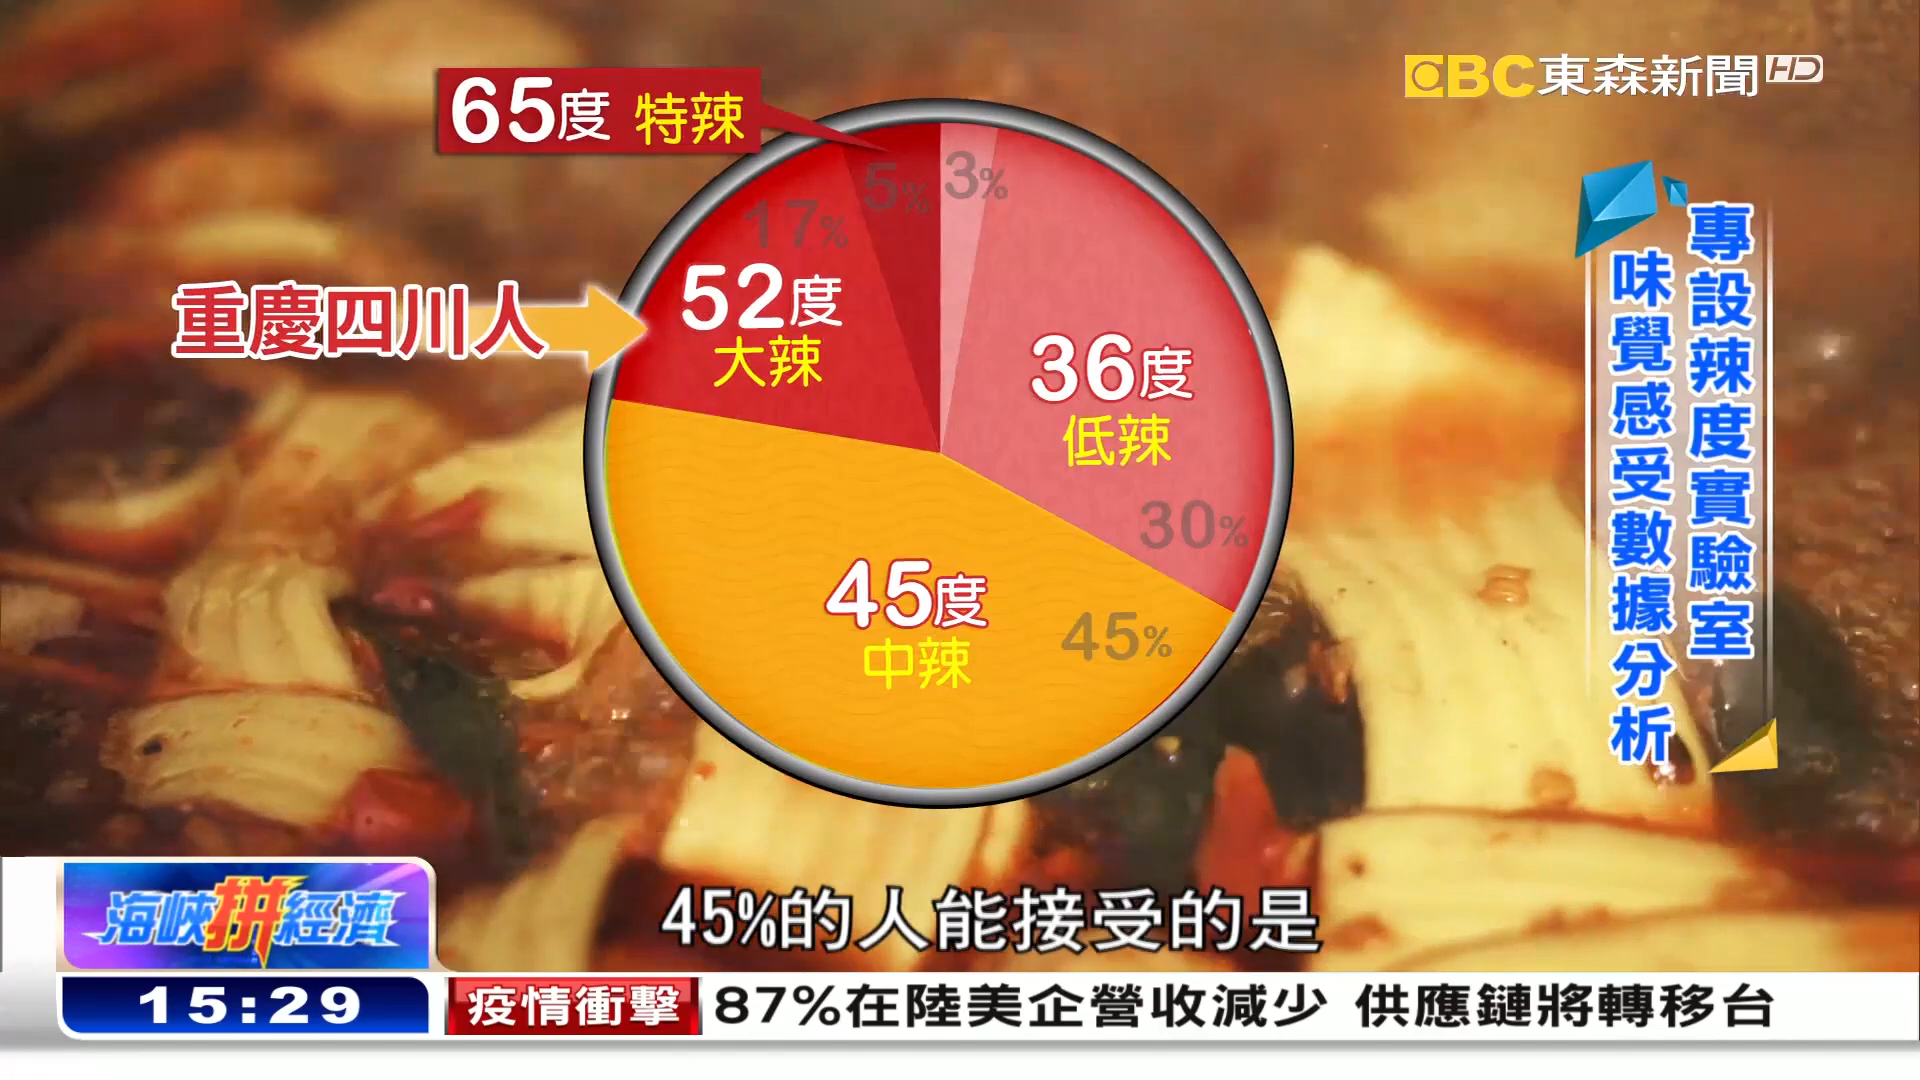 EBC東森新聞HD
65度 特辣
5%
3%
17%
52度
大辣
重慶四川人
36度
低辣
30%
45度
中辣
45%
專設辣度實驗室
味覺感受數據分析
45%的人能接受的是
海峽拼經濟
15:29
疫情衝擊
87%在陸美企營收減少 供應鏈將轉移台